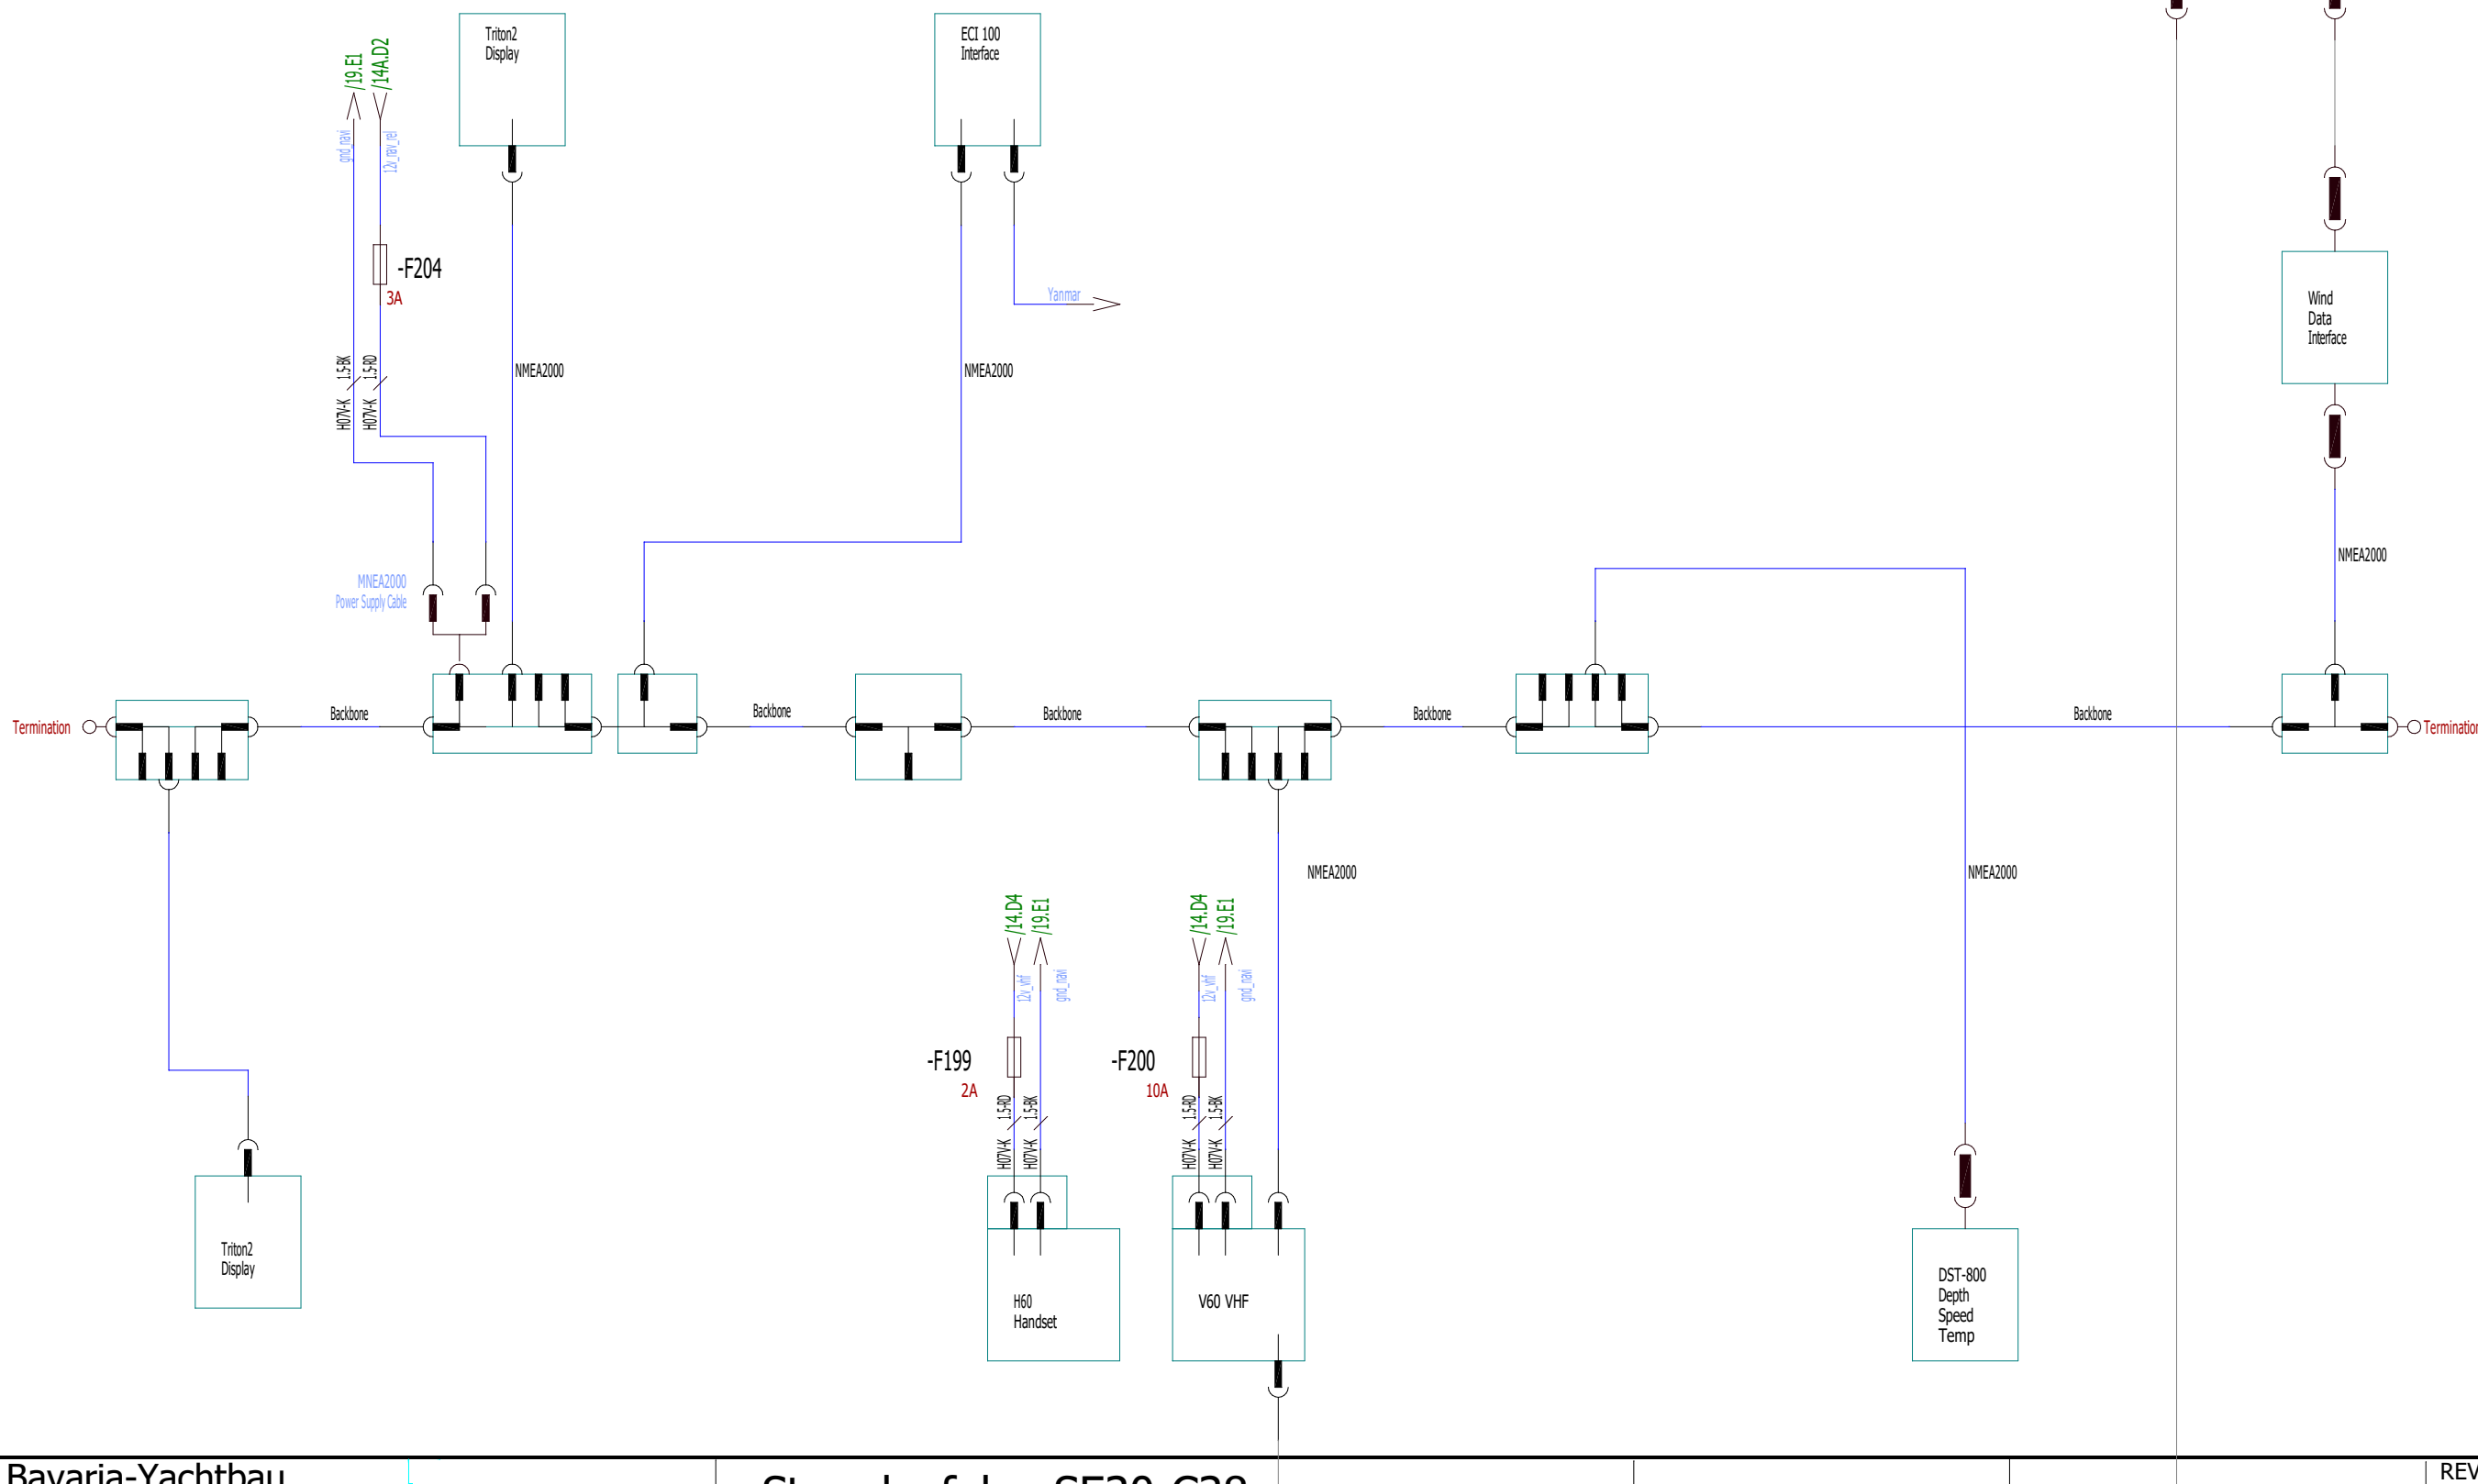 Triton2
Display
ECI 100
Interface
/19.E1
/14A.D2
gnd_navi
12v_nav_rel
-F204
3A
Yanmar
Wind
Data
Interface
H07V-K 1.5-BK
H07V-K 1.5-RD
NMEA2000
NMEA2000
NMEA2000
MNEA2000
Power Supply Cable
Termination
Backbone
Backbone
Backbone
Backbone
Backbone
Termination
NMEA2000
NMEA2000
/14.D4
/19.E1
/14.D4
/19.E1
12v_vhf
gnd_navi
12v_vhf
gnd_navi
-F199
2A
-F200
10A
H07V-K 1.5-RD
H07V-K 1.5-BK
H07V-K 1.5-RD
H07V-K 1.5-BK
Triton2
Display
H60
Handset
V60 VHF
DST-800
Depth
Speed
Temp
Bavaria-Yachtbau
REV